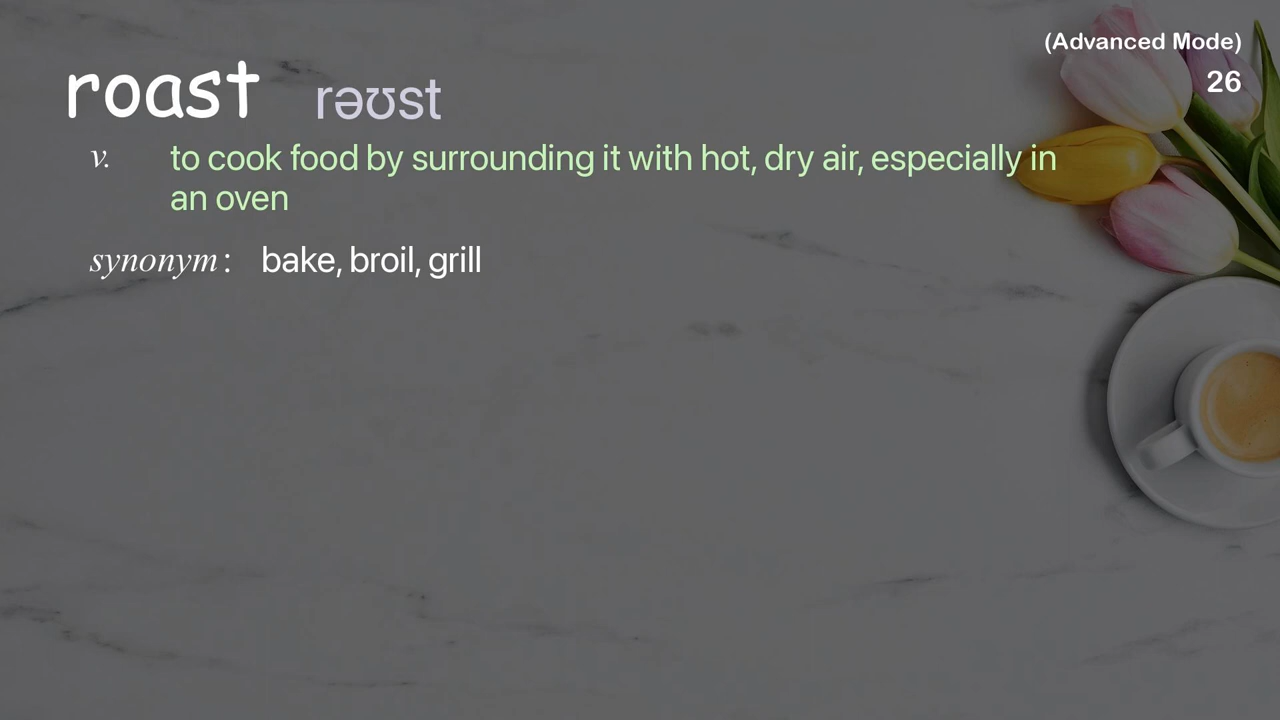 (Advanced Mode)
26
roast rəʊst
v. to cook food by surrounding it with hot, dry air, especially in
an oven
synonym : bake, broil, grill